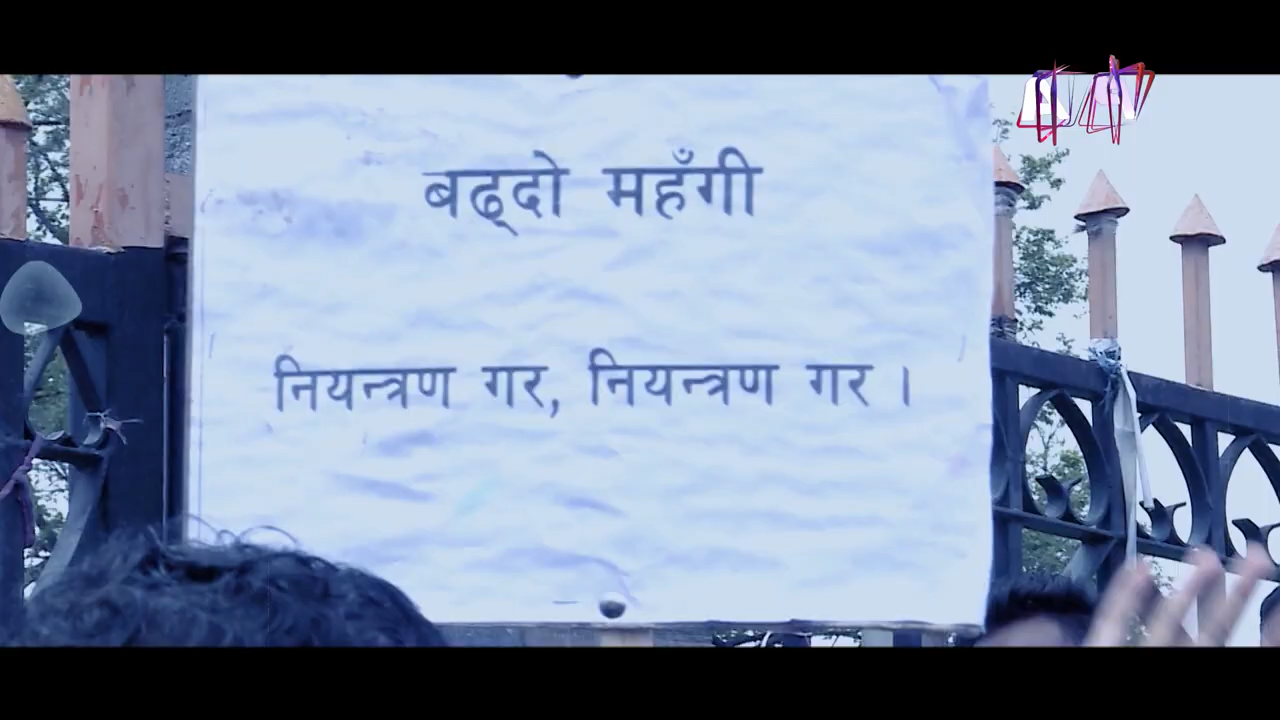 बढ्दो महँगी
नियन्त्रण गर, नियन्त्रण गर ।